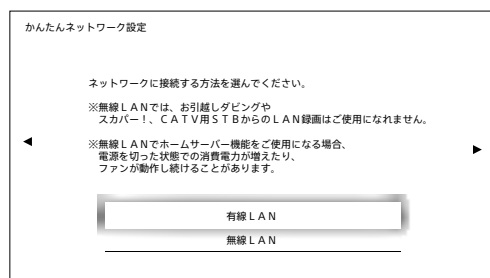 かんたんネットワーク設定
ネットワークに接続する方法を選んでください。
※無線ＬＡＮでは、お引越しダビングや
スカパー！、ＣＡＴＶ用ＳＴＢからのＬＡＮ録画はご使用になれません。
※無線ＬＡＮでホームサーバー機能をご使用になる場合、
電源を切った状態での消費電力が増えたり、
ファンが動作し続けることがあります。
有線ＬＡＮ
無線ＬＡＮ